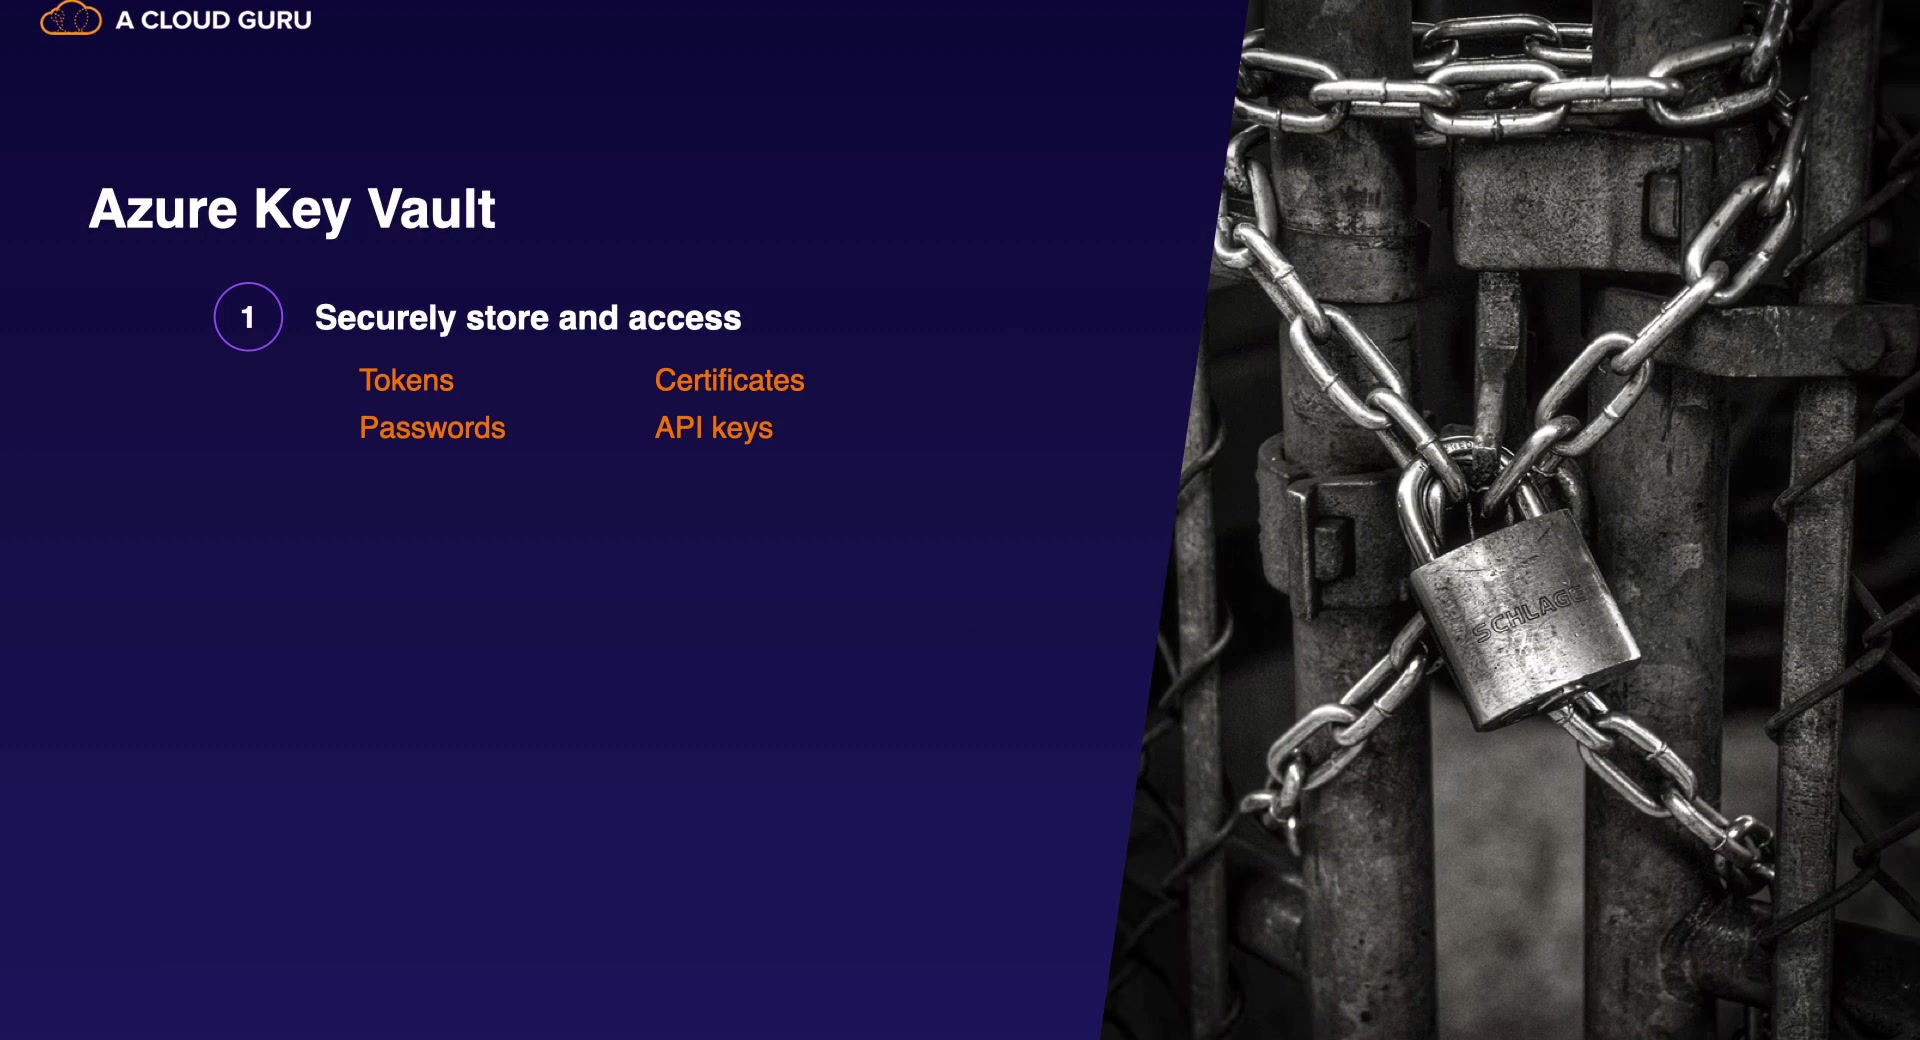 A CLOUD GURU
Azure Key Vault
1 Securely store and access
Tokens Certificates
Passwords API keys
SCHLAGE